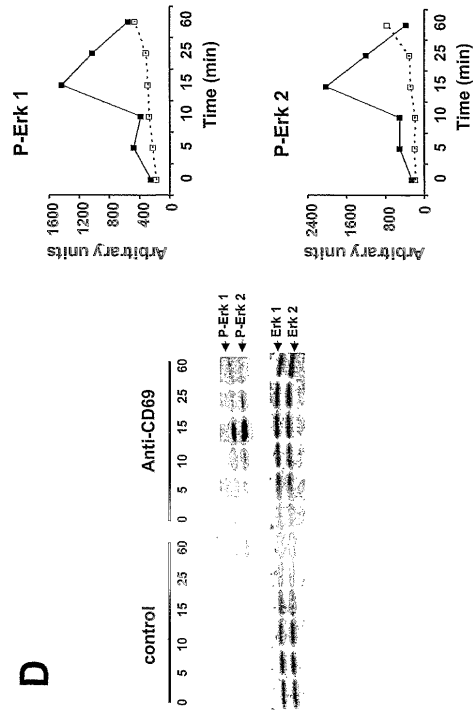 D
control
Anti-CD69
0 5 10 15 25 60 0 5 10 15 25 60
P-Erk 1
P-Erk 2
Erk 1
Erk 2
P-Erk 1
Arbitrary units
1600
1200
800
400
0
0 5 10 15 25 60
Time (min)
P-Erk 2
Arbitrary units
2400
1600
800
0
0 5 10 15 25 60
Time (min)